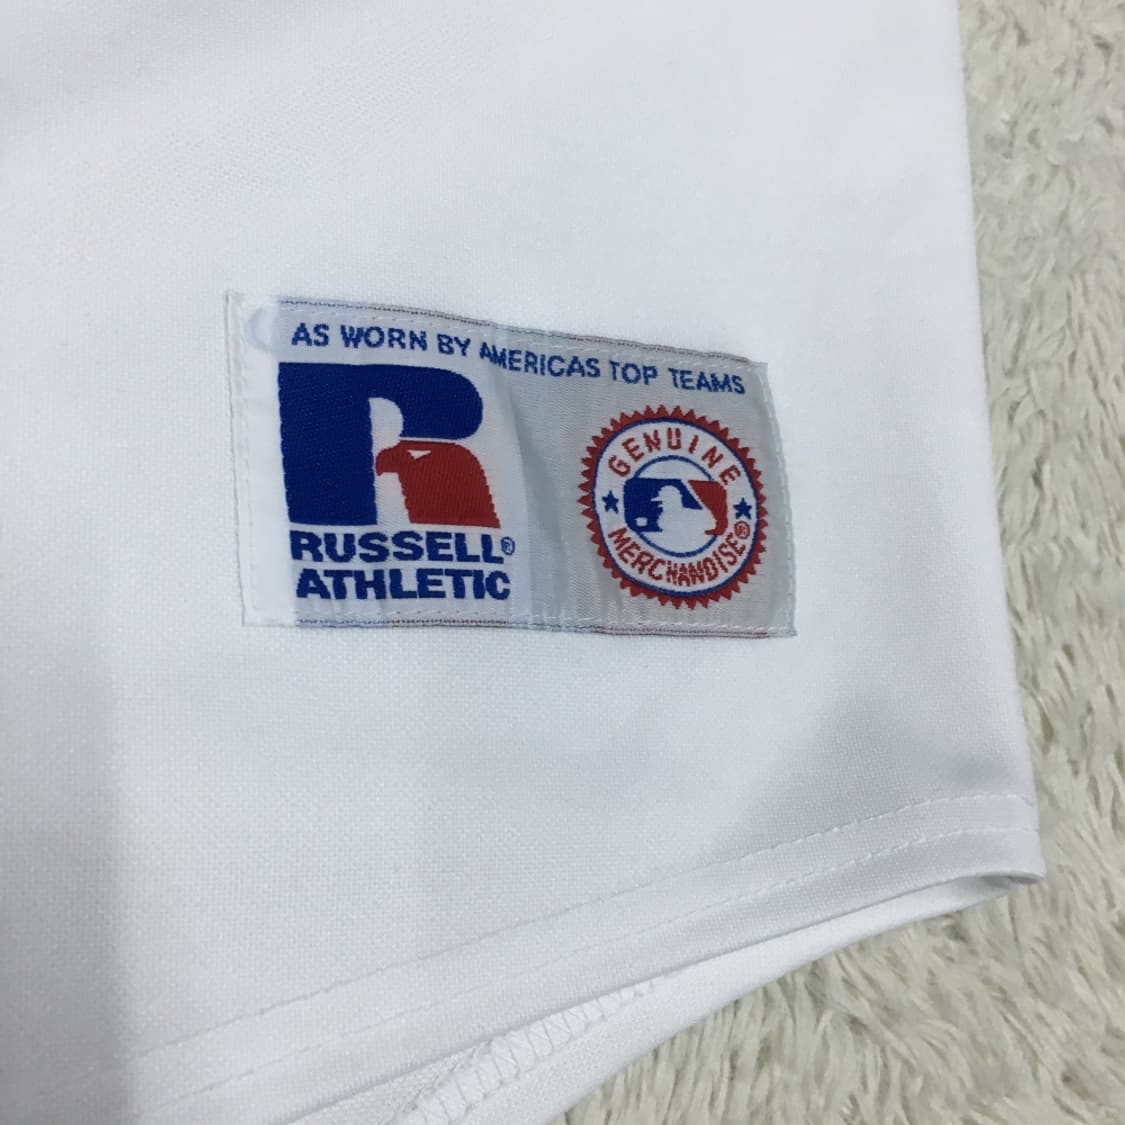 AS WORN BY AMERICAS TOP TEAMS
RUSSELL®
ATHLETIC
GENUINE
MERCHANDISE®